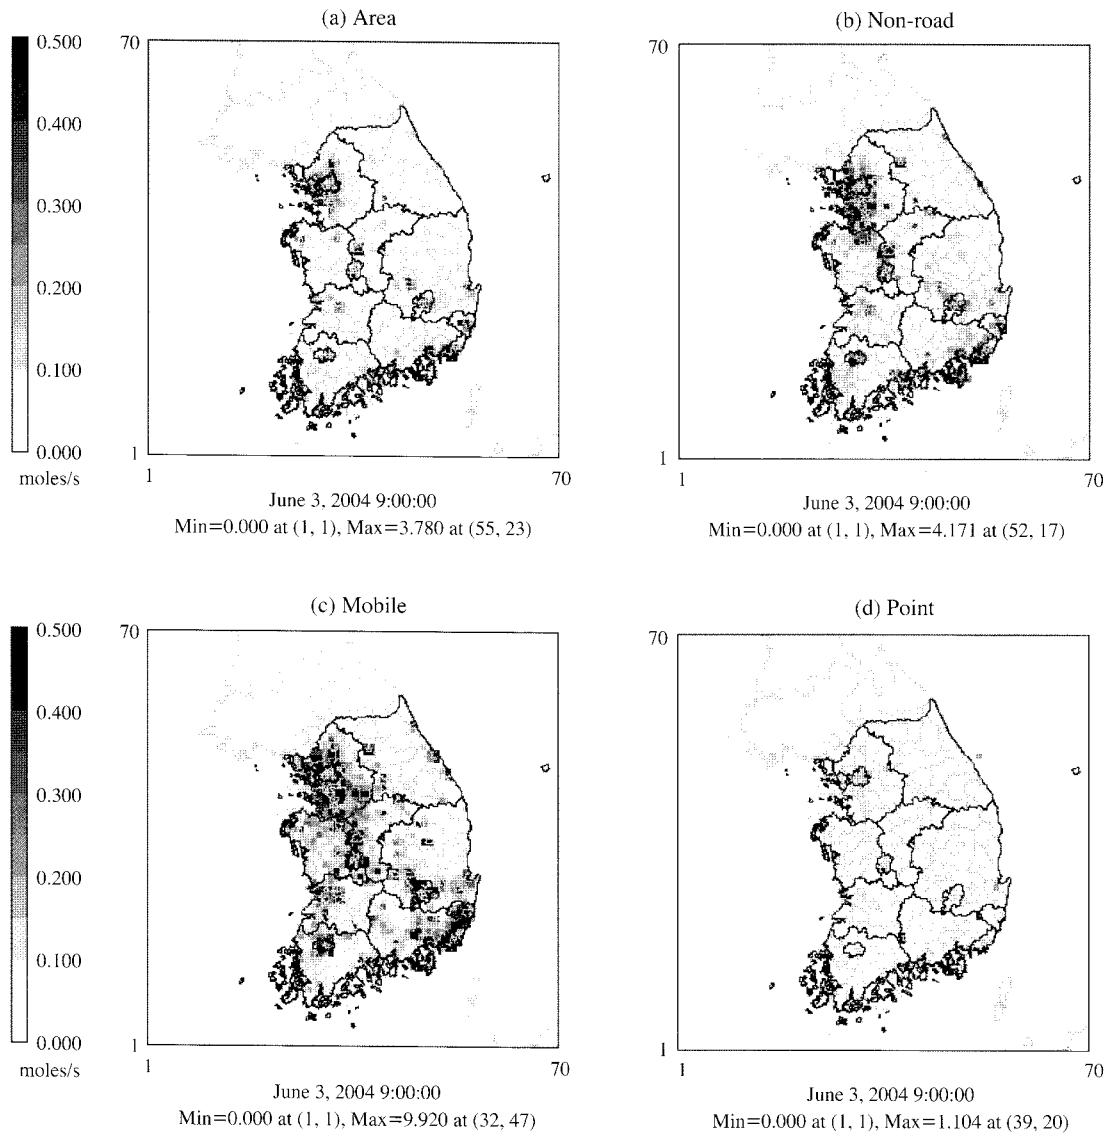 (a) Area
(b) Non-road
0.500
0.400
0.300
0.200
0.100
0.000
moles/s
70
1
1
70
June 3, 2004 9:00:00
Min=0.000 at (1, 1), Max=3.780 at (55, 23)
70
1
1
70
June 3, 2004 9:00:00
Min=0.000 at (1, 1), Max=4.171 at (52, 17)
(c) Mobile
(d) Point
0.500
0.400
0.300
0.200
0.100
0.000
moles/s
70
1
1
70
June 3, 2004 9:00:00
Min=0.000 at (1, 1), Max=9.920 at (32, 47)
70
1
1
70
June 3, 2004 9:00:00
Min=0.000 at (1, 1), Max=1.104 at (39, 20)